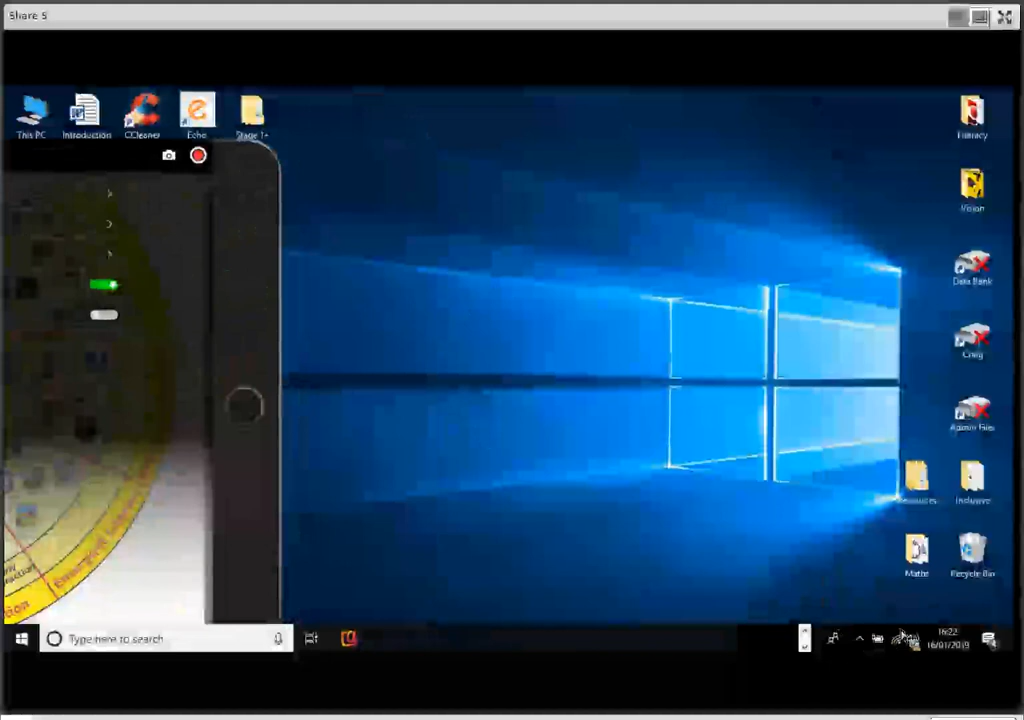 Share 5
This PC
Introduction
CCleaner
Echo
Stage 1+
Literacy
Vision
Data Bank
Craig
Admin Files
Inclusive
Maths
Recycle Bin
Type here to search
16:22
16/01/2019